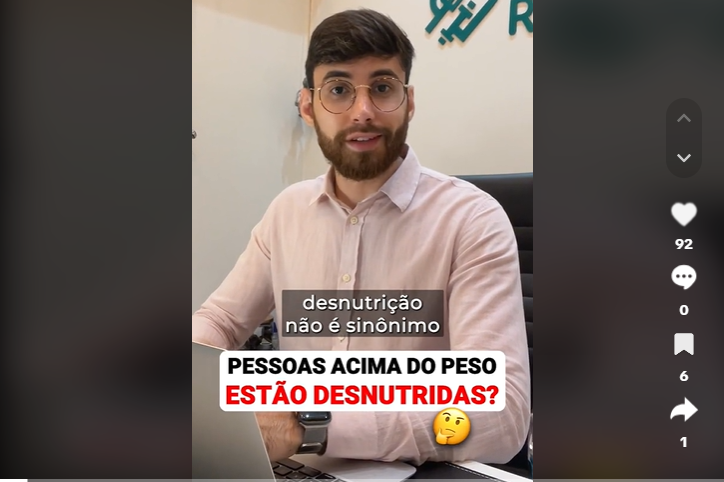 desnutrição
não é sinônimo
PESSOAS ACIMA DO PESO
ESTÃO DESNUTRIDAS?
92
0
6
1